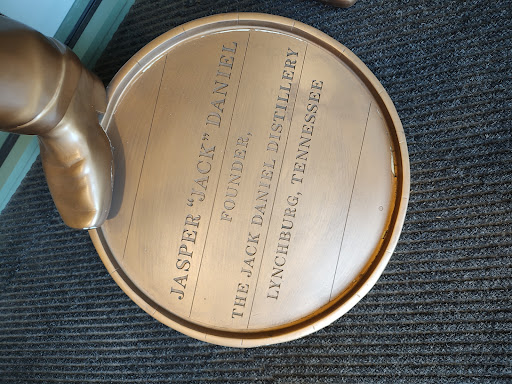 JASPER "JACK" DANIEL
FOUNDER,
THE JACK DANIEL DISTILLERY
LYNCHBURG, TENNESSEE